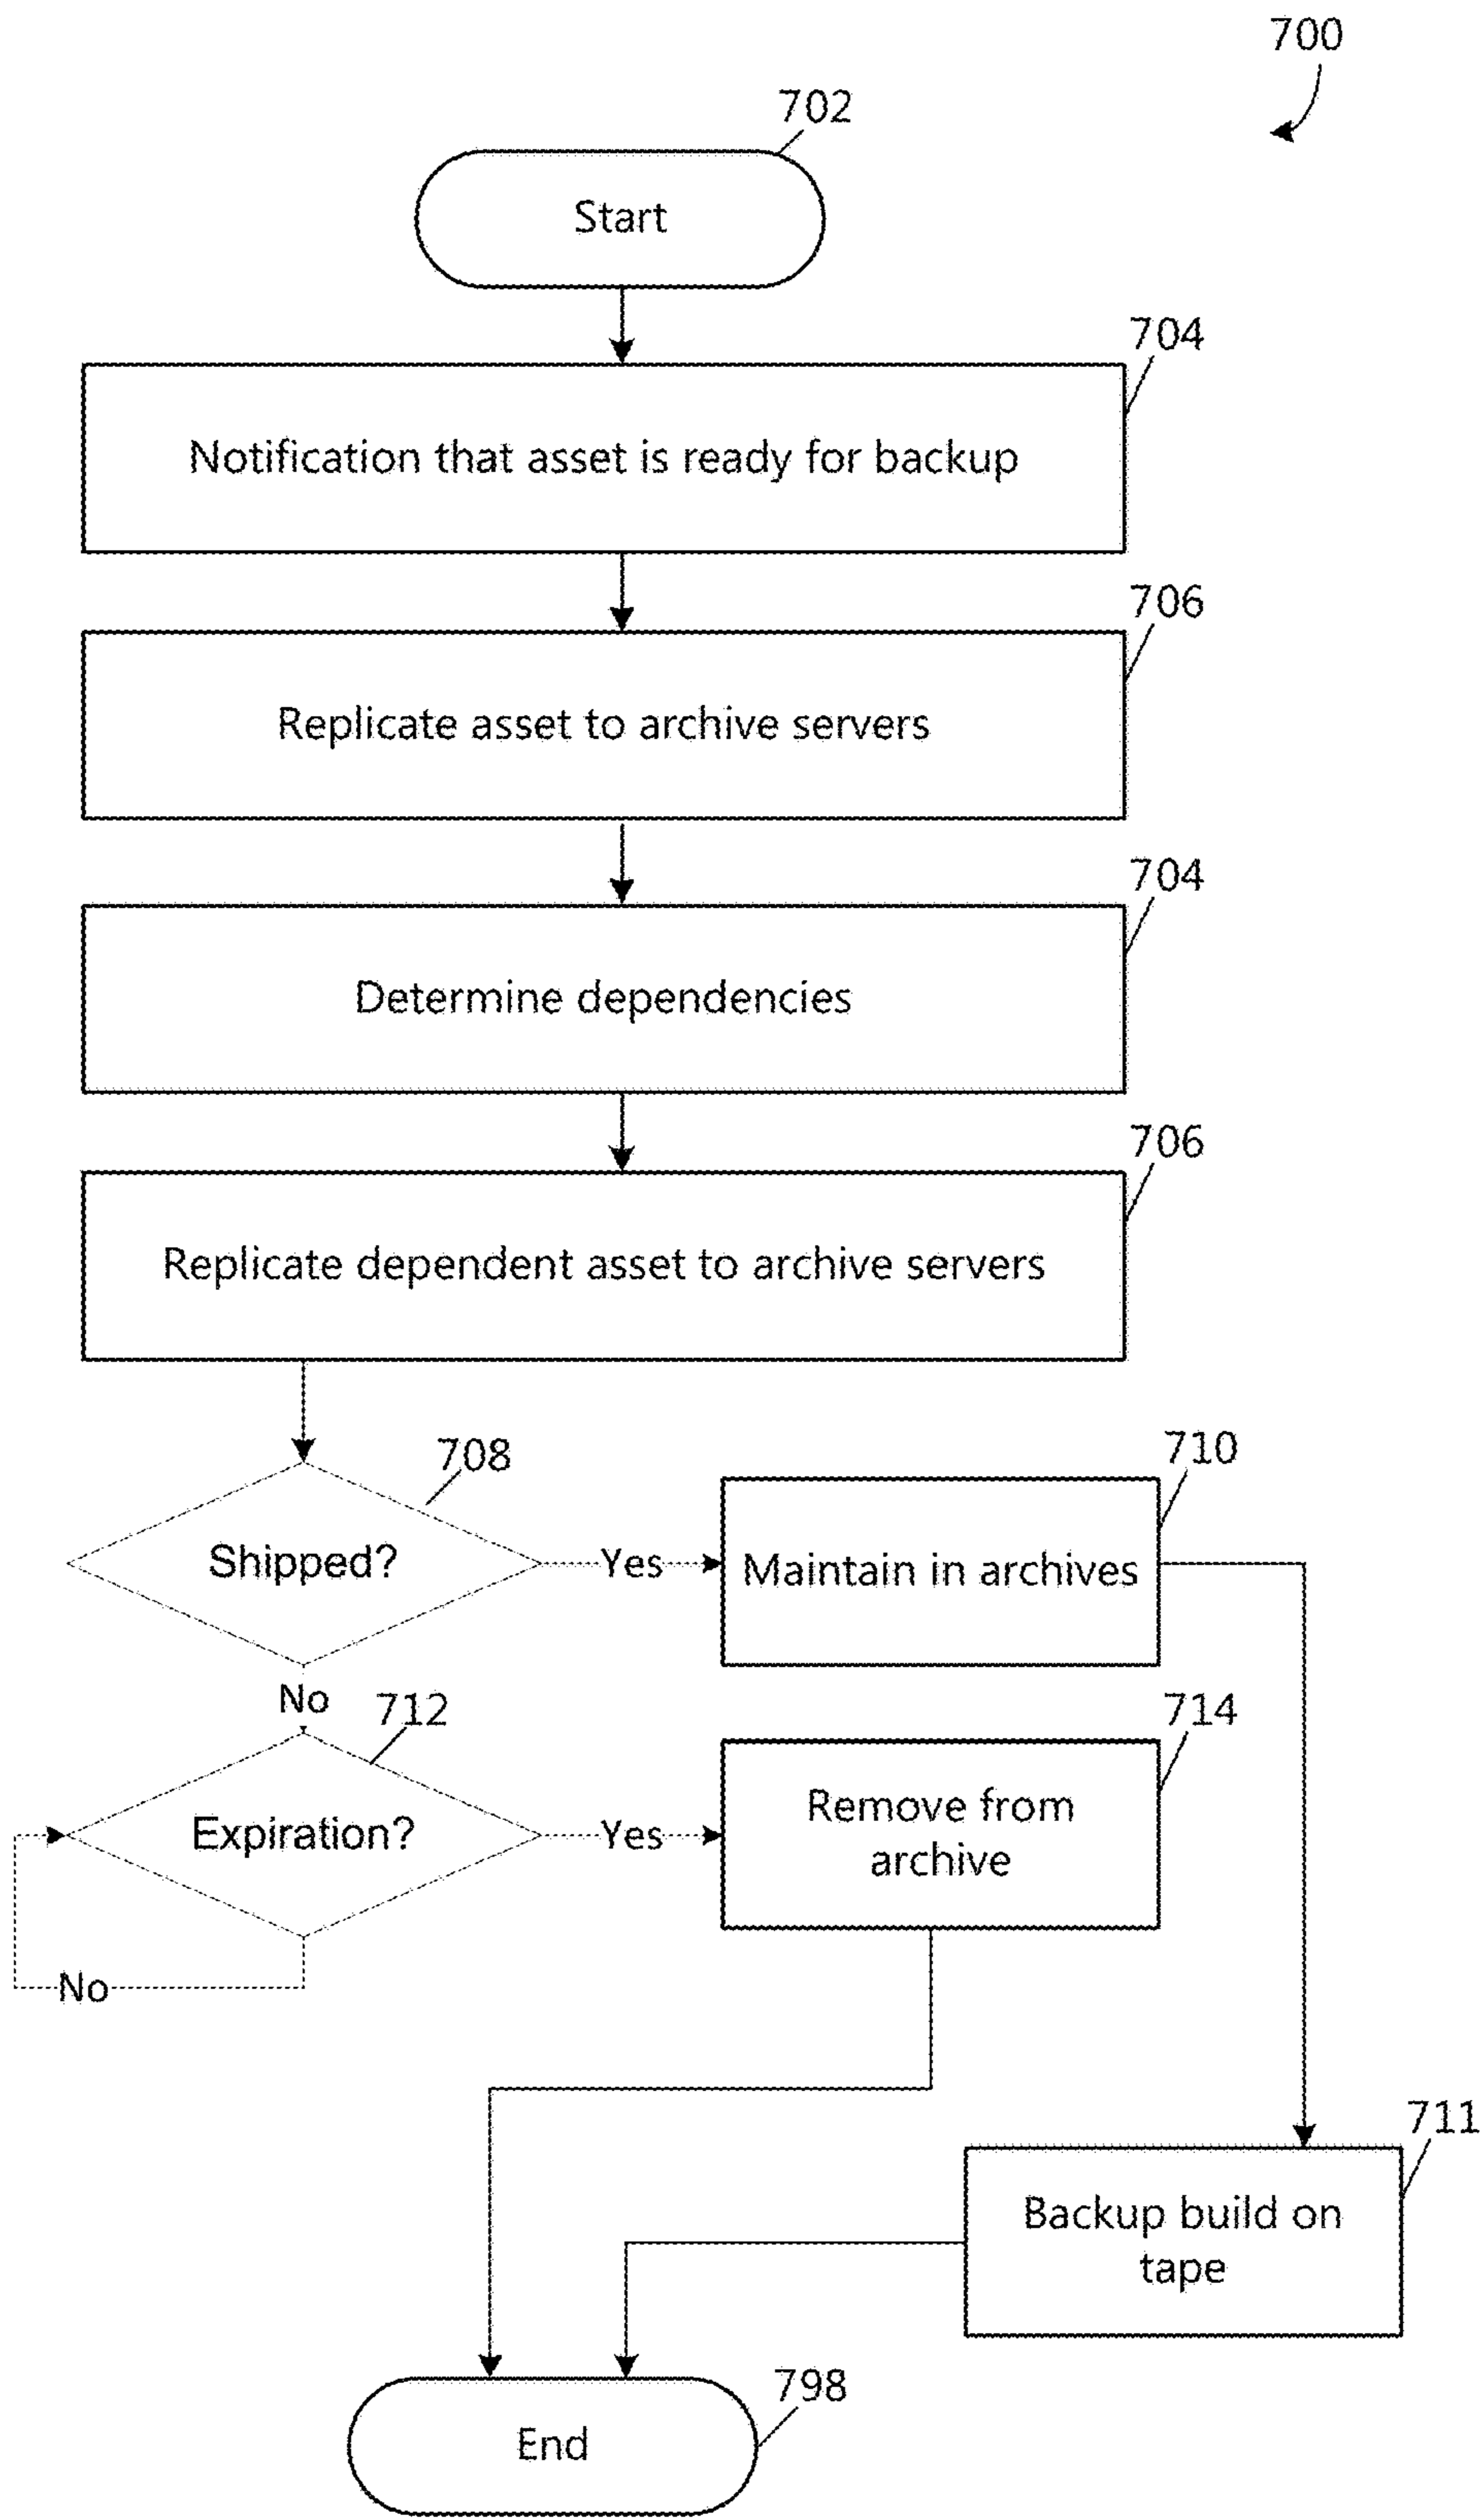 700
702
Start
704
Notification that asset is ready for backup
706
Replicate asset to archive servers
704
Determine dependencies
706
Replicate dependent asset to archive servers
708
Shipped?
Yes
710
Maintain in archives
No
712
Expiration?
Yes
714
Remove from
archive
No
711
Backup build on
tape
798
End